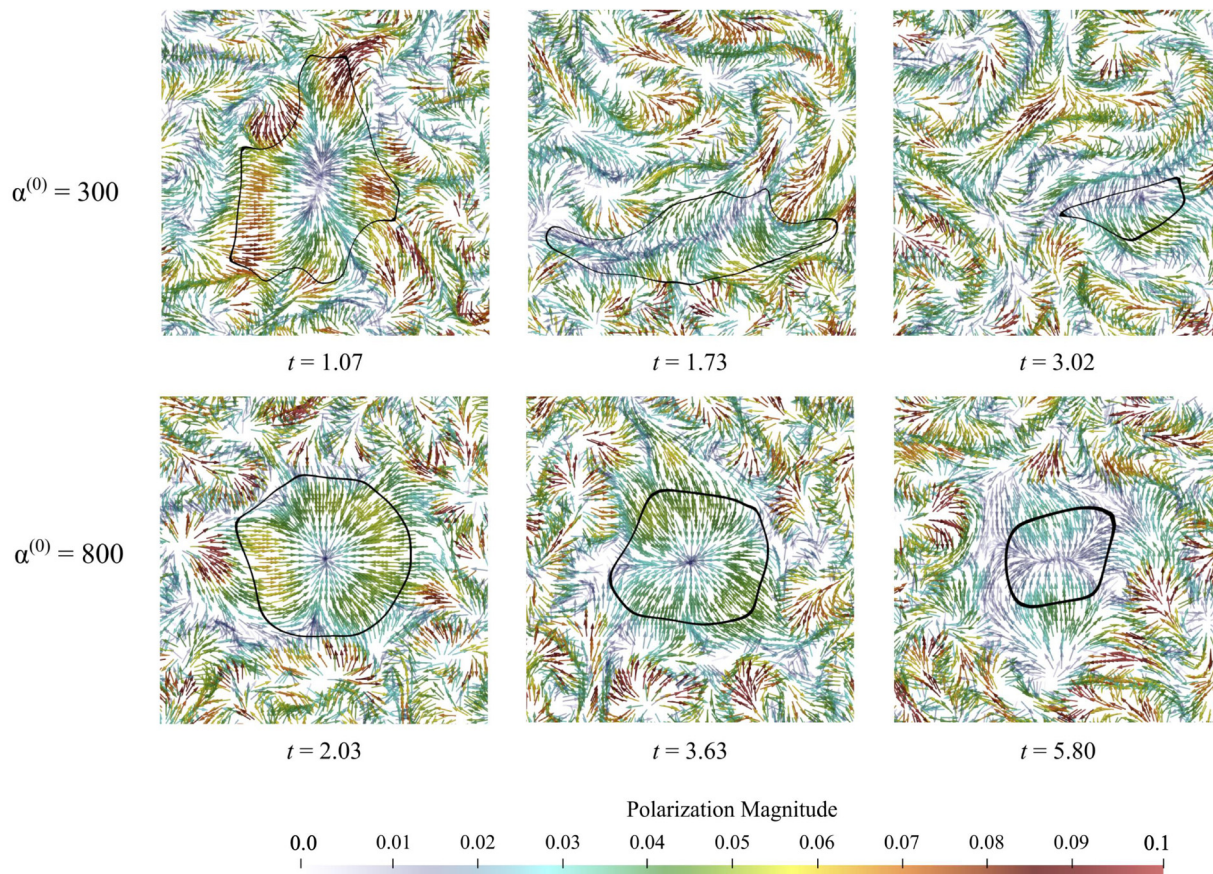 α(0) = 300
t = 1.07
t = 1.73
t = 3.02
α(0) = 800
t = 2.03
t = 3.63
t = 5.80
Polarization Magnitude
0.0 0.01 0.02 0.03 0.04 0.05 0.06 0.07 0.08 0.09 0.1